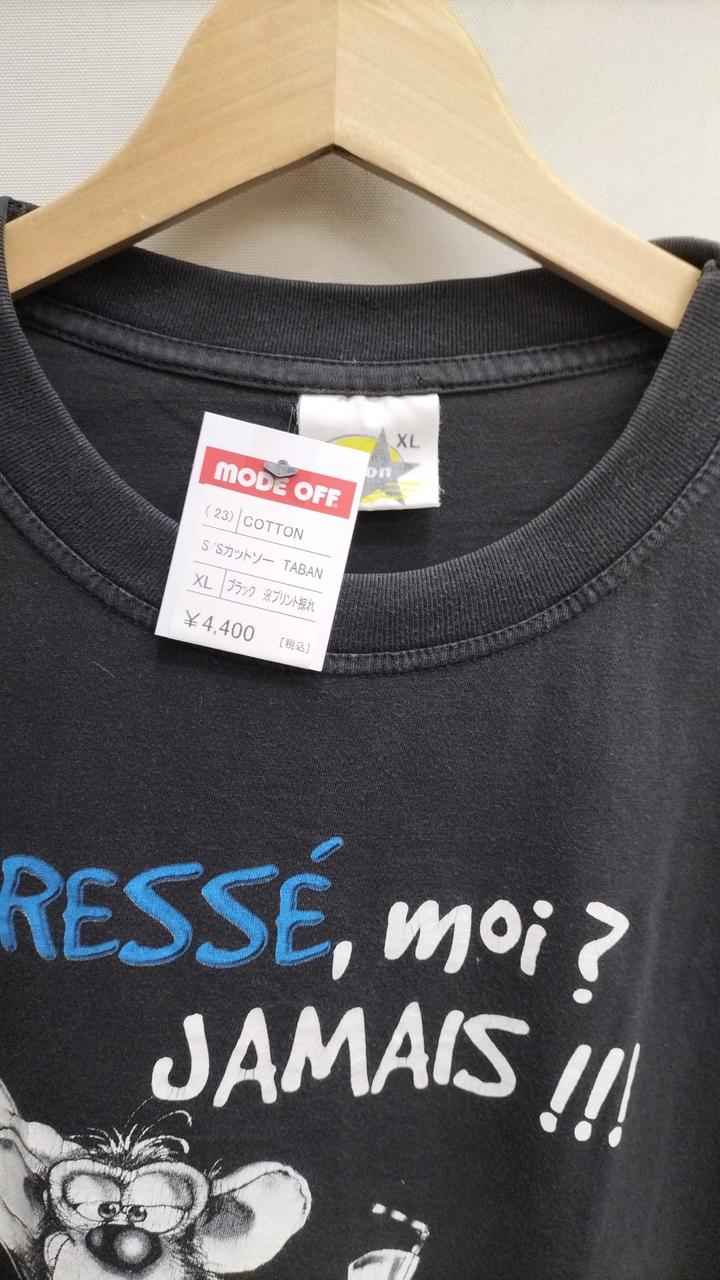 XL
on
MODE OFF
(23) COTTON
S/Sカットソー TABAN
XL ブラック ※プリント掠れ
¥4,400 [税込]
RESSÉ, moi ?
JAMAIS !!!